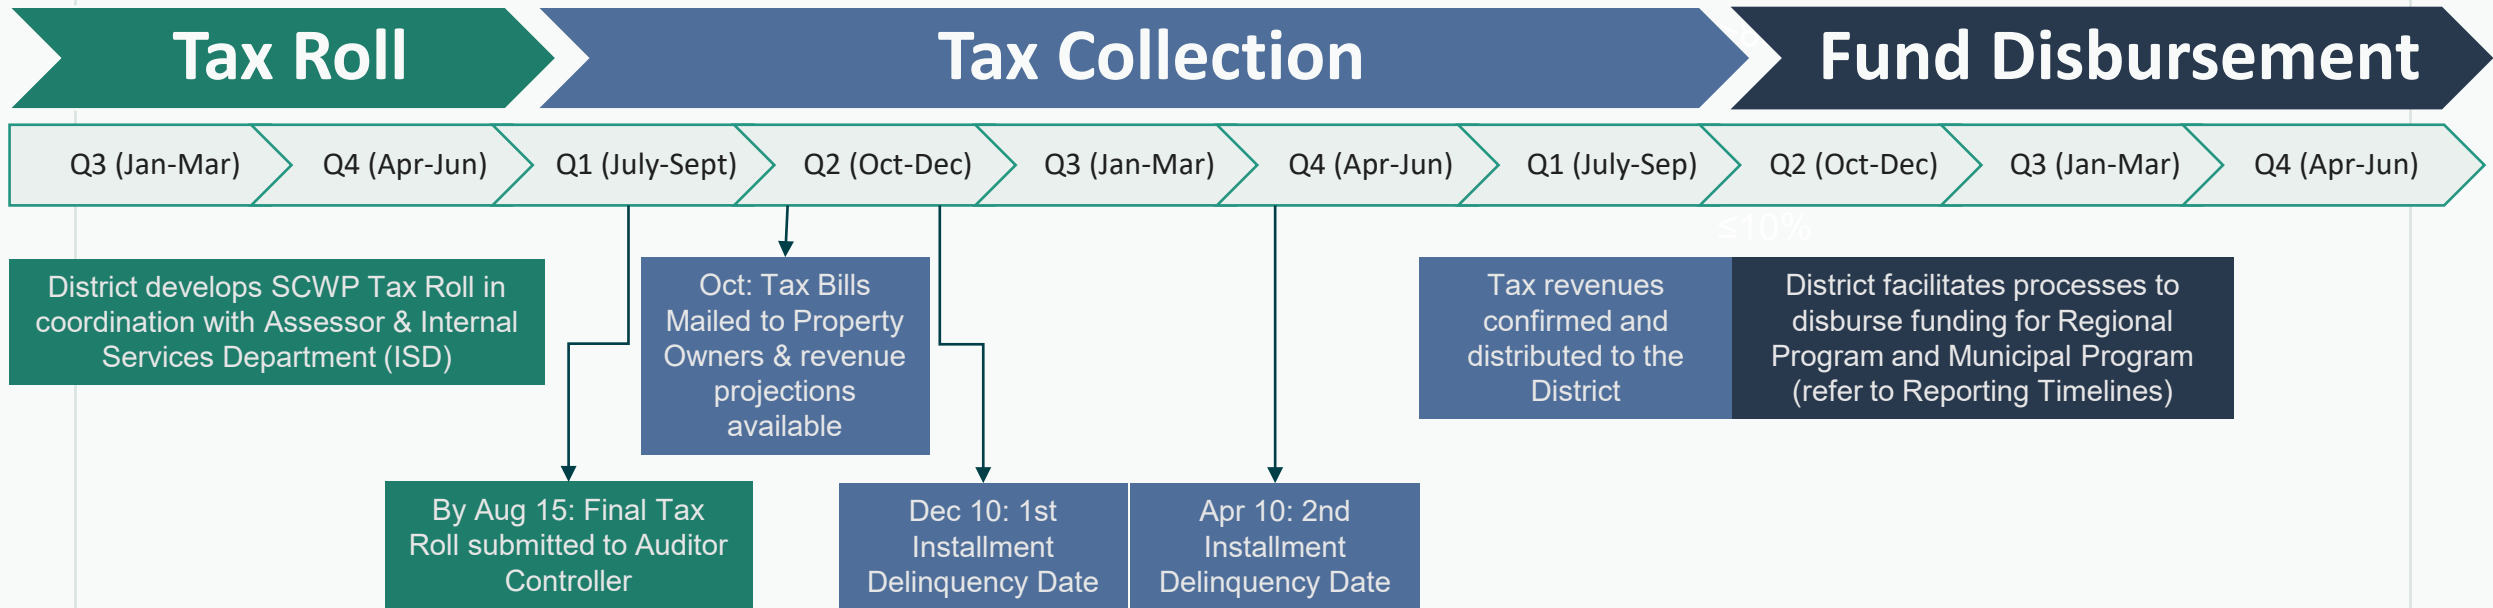 Tax Roll
Tax Collection
Fund Disbursement
Q3 (Jan-Mar)
Q4 (Apr-Jun)
Q1 (July-Sept)
Q2 (Oct-Dec)
Q3 (Jan-Mar)
Q4 (Apr-Jun)
Q1 (July-Sep)
Q2 (Oct-Dec)
Q3 (Jan-Mar)
Q4 (Apr-Jun)
≤10%
District develops SCWP Tax Roll in
coordination with Assessor & Internal
Services Department (ISD)
Oct: Tax Bills
Mailed to Property
Owners & revenue
projections
available
Tax revenues
confirmed and
distributed to the
District
District facilitates processes to
disburse funding for Regional
Program and Municipal Program
(refer to Reporting Timelines)
By Aug 15: Final Tax
Roll submitted to Auditor
Controller
Dec 10: 1st
Installment
Delinquency Date
Apr 10: 2nd
Installment
Delinquency Date